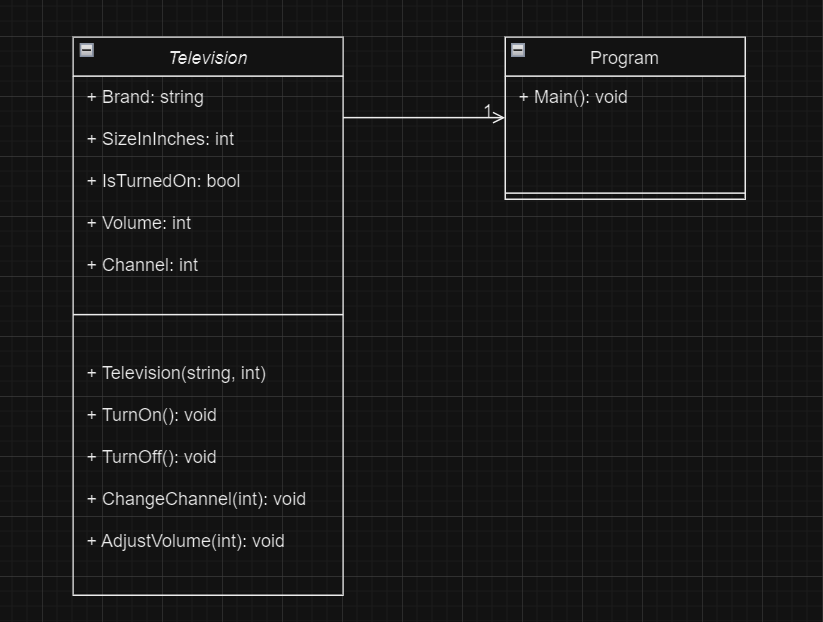 Television
+ Brand: string
+ SizeInInches: int
+ IsTurnedOn: bool
+ Volume: int
+ Channel: int
+ Television(string, int)
+ TurnOn(): void
+ TurnOff(): void
+ ChangeChannel(int): void
+ AdjustVolume(int): void
1
Program
+ Main(): void